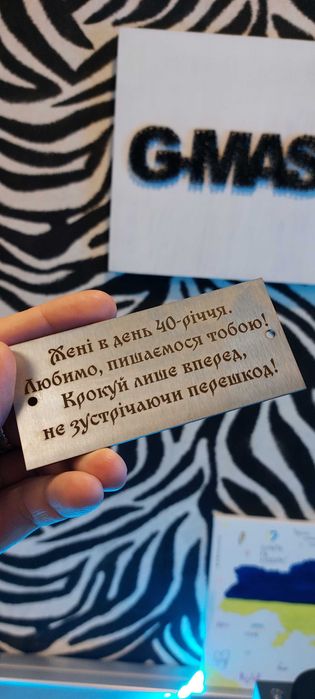 G-MAS
Жені в день 40-річчя.
Любимо, пишаємося тобою!
Крокуй лише вперед,
не зустрічаючи перешкод!